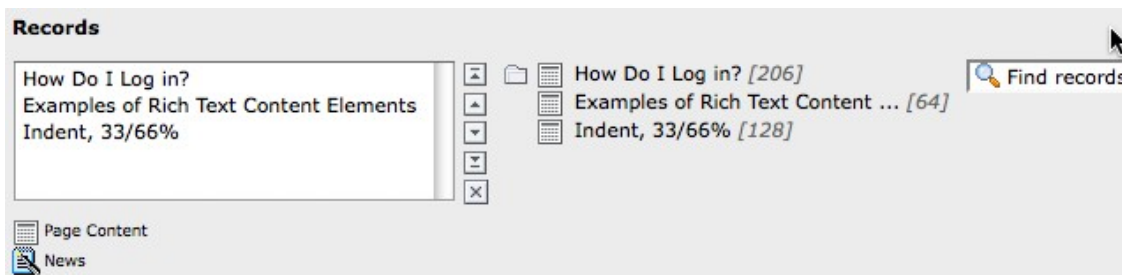 Records
How Do I Log in?
Examples of Rich Text Content Elements
Indent, 33/66%
How Do I Log in? [206]
Examples of Rich Text Content ... [64]
Indent, 33/66% [128]
Find records
Page Content
News